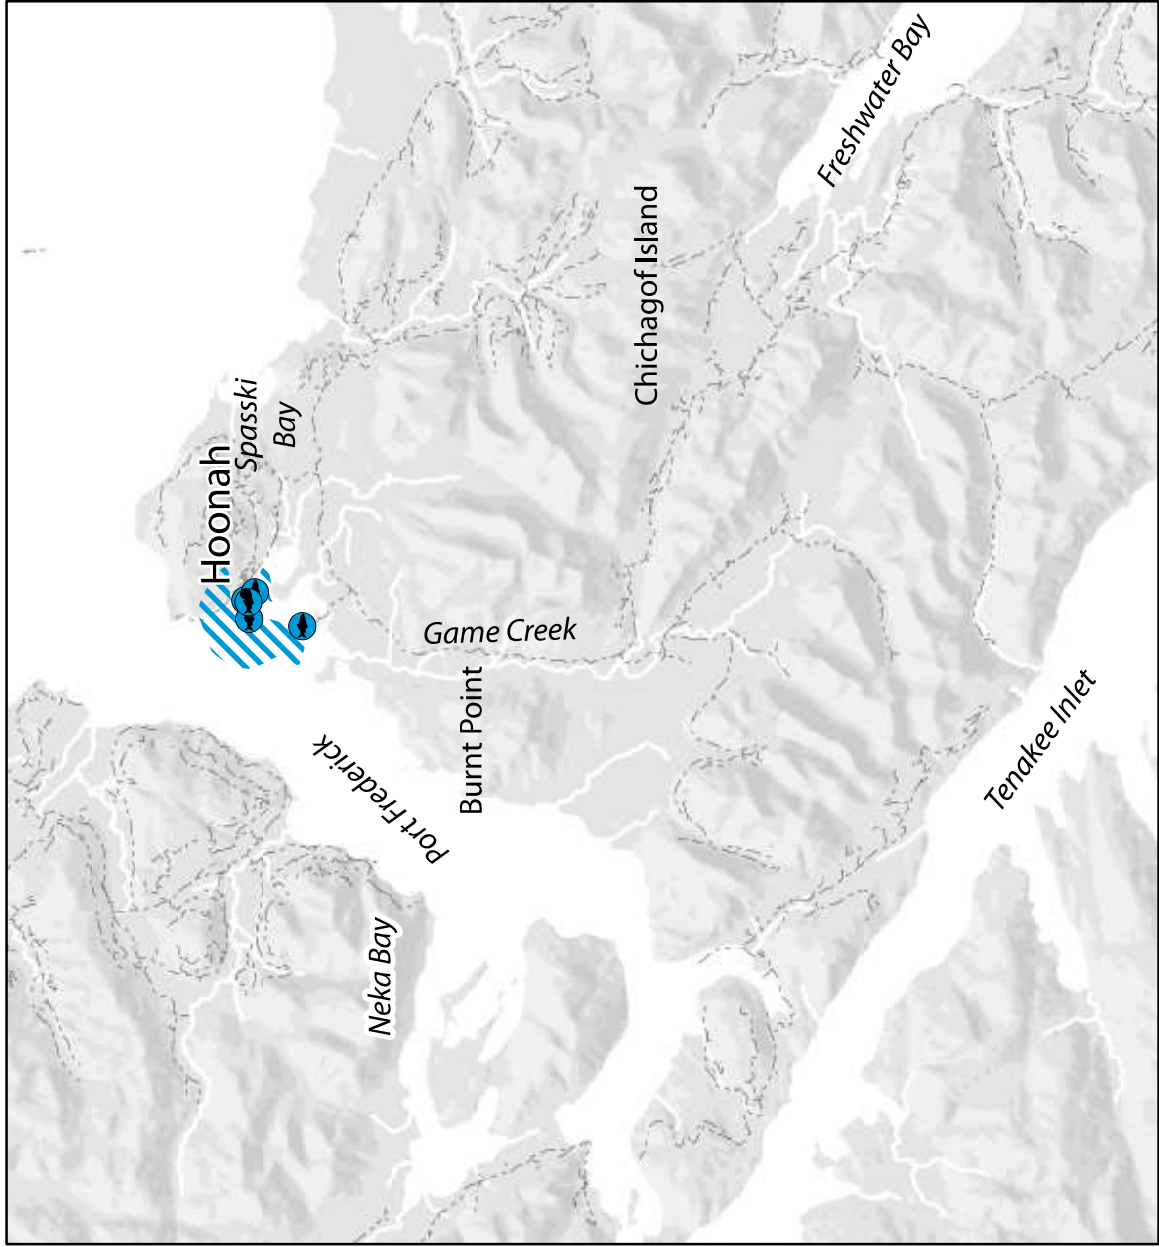 Hoonah
Spasski
Bay
Freshwater Bay
Chichagof Island
Game Creek
Burnt Point
Port Frederick
Neka Bay
Tenakee Inlet